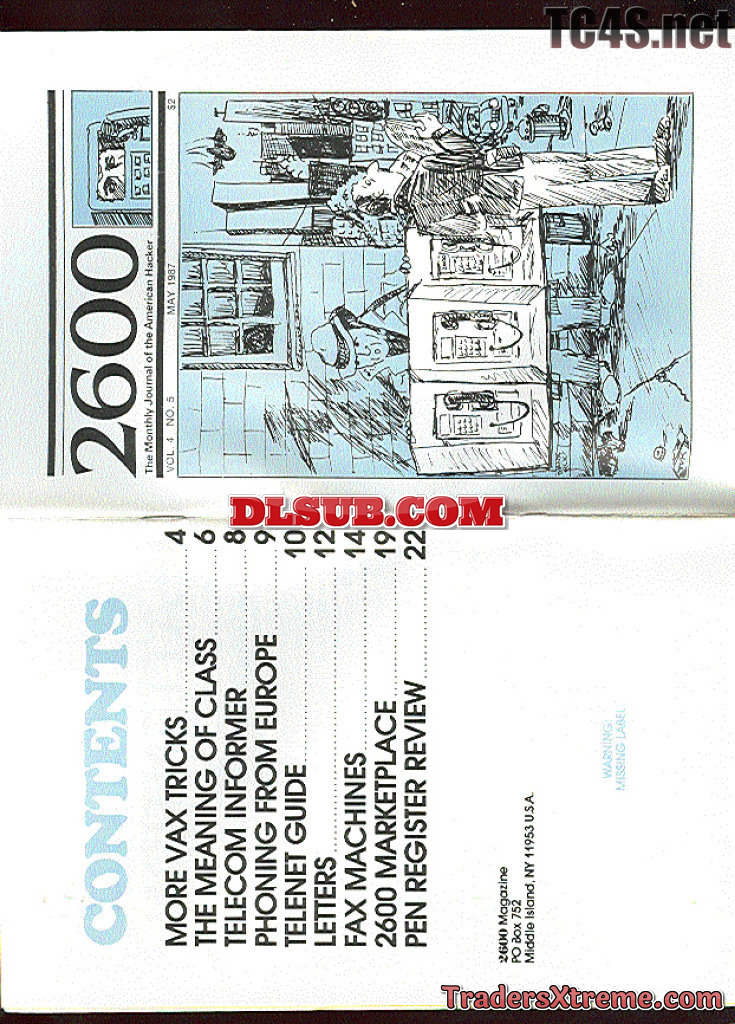 TC4S.net
2600
The Monthly Journal of the American Hacker
VOL. 4 NO. 5 MAY 1987 $2
DLSUB.COM
CONTENTS
MORE VAX TRICKS 4
THE MEANING OF CLASS 6
TELECOM INFORMER 8
PHONING FROM EUROPE 9
TELENET GUIDE 10
LETTERS 12
FAX MACHINES 14
2600 MARKETPLACE 19
PEN REGISTER REVIEW 22
2600 Magazine
PO Box 752
Middle Island, NY 11953 U.S.A.
WARNING:
MISSING LABEL
TradersXtreme.com